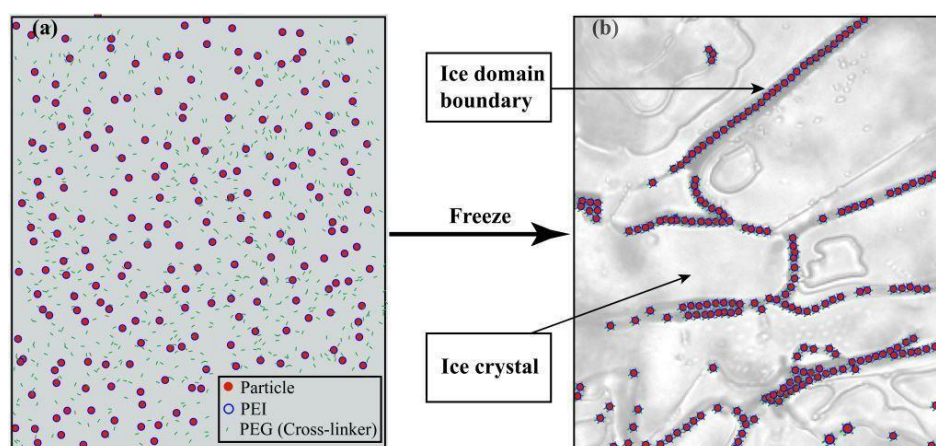 (a)
Particle
PEI
PEG (Cross-linker)
Ice domain
boundary
Freeze
Ice crystal
(b)